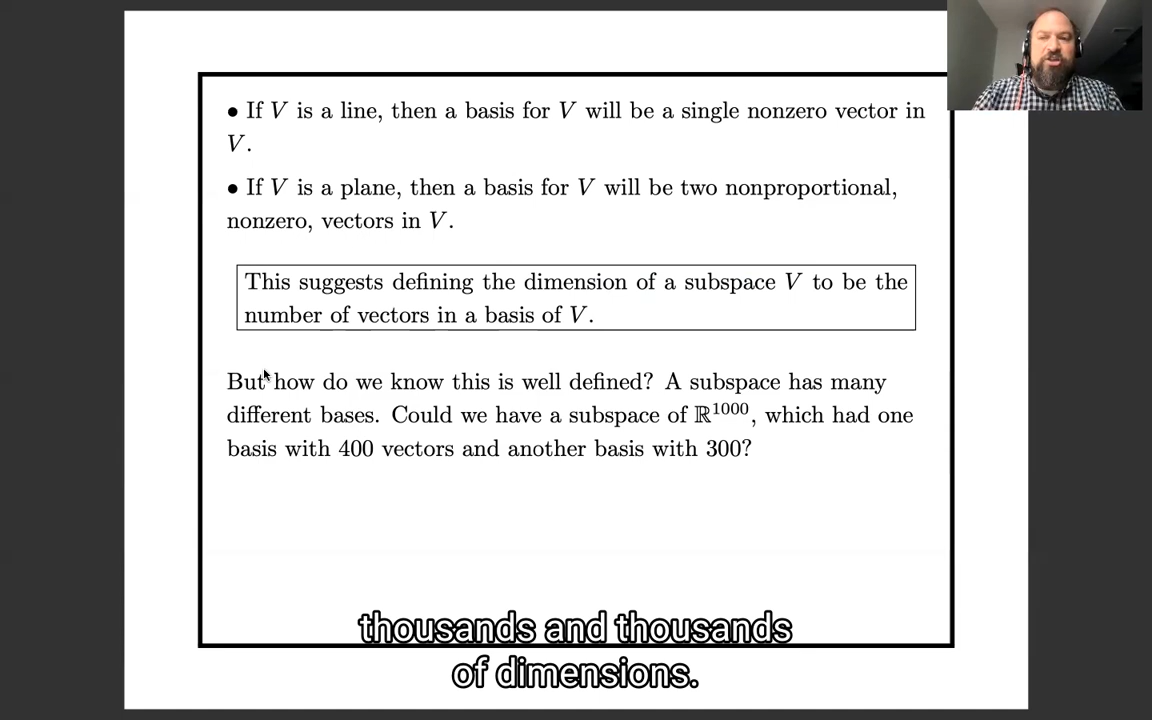 • If V is a line, then a basis for V will be a single nonzero vector in
V.
• If V is a plane, then a basis for V will be two nonproportional,
nonzero, vectors in V.
This suggests defining the dimension of a subspace V to be the
number of vectors in a basis of V.
But how do we know this is well defined? A subspace has many
different bases. Could we have a subspace of ℝ¹⁰⁰⁰, which had one
basis with 400 vectors and another basis with 300?
thousands and thousands
of dimensions.